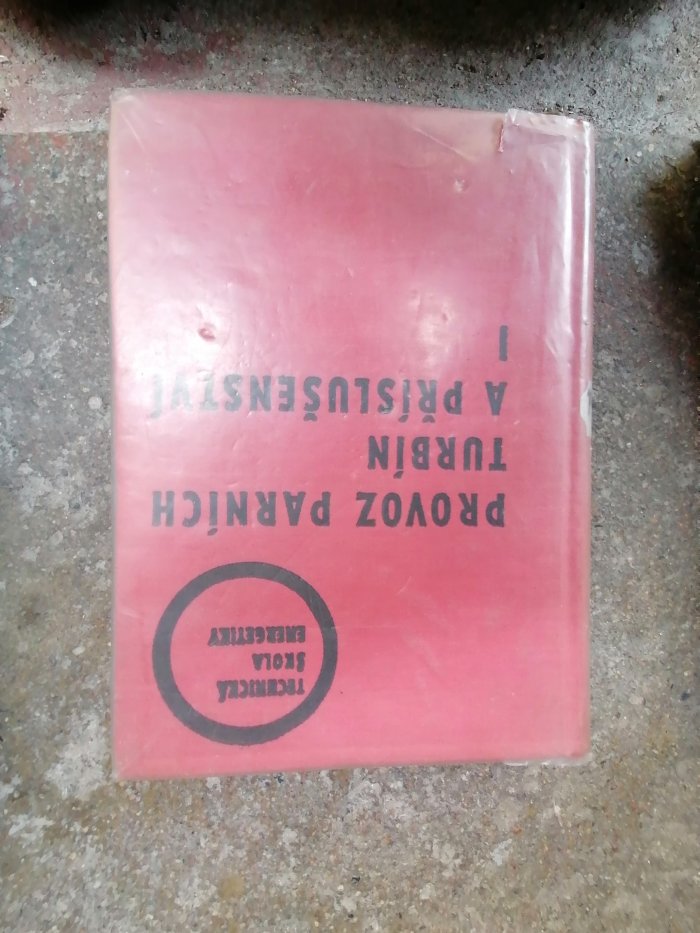 TECHNICKÁ
ŠKOLA
ENERGETIKY
PROVOZ PARNÍCH
TURBÍN
A PŘÍSLUŠENSTVÍ
I